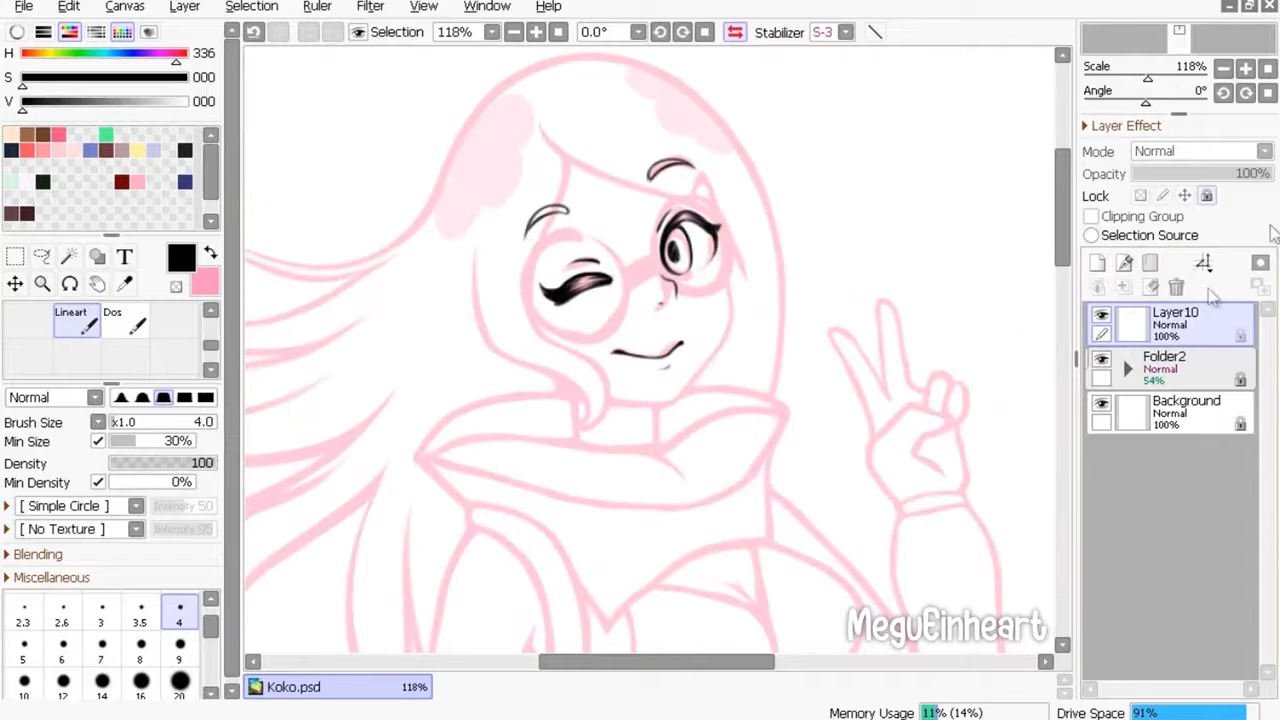 File Edit Canvas Layer Selection Ruler Filter View Window Help
Selection 118% 0.0° Stabilizer S-3
H 336
S 000
V 000
T
Lineart Dos
Normal
Brush Size x1.0 4.0
Min Size 30%
Density 100
Min Density 0%
[ Simple Circle ] Intensity 50
[ No Texture ] Intensity 95
Blending
Miscellaneous
2.3 2.6 3 3.5 4
5 6 7 8 9
10 12 14 16 20
MeguEinheart
Koko.psd 118%
Scale 118%
Angle 0°
Layer Effect
Mode Normal
Opacity 100%
Lock
Clipping Group
Selection Source
Layer10
Normal
100%
Folder2
Normal
54%
Background
Normal
100%
Memory Usage 11% (14%) Drive Space 91%